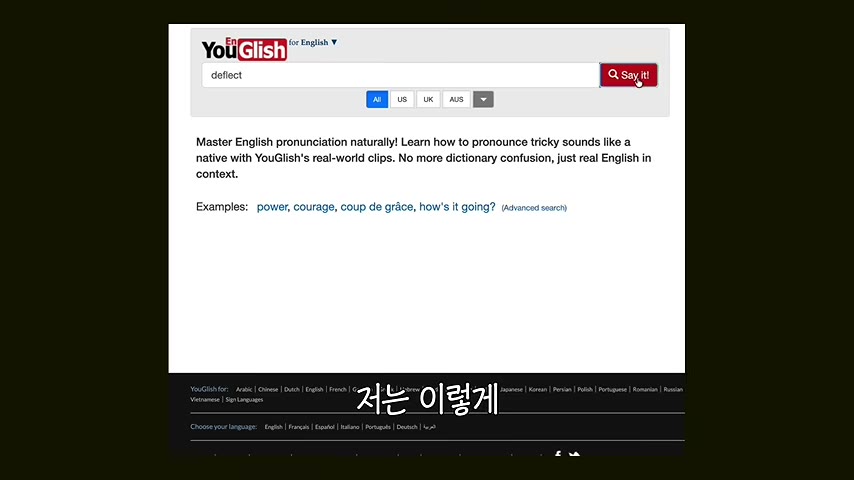 YouGlish En for English ▼
deflect
Say it!
All US UK AUS
Master English pronunciation naturally! Learn how to pronounce tricky sounds like a
native with YouGlish's real-world clips. No more dictionary confusion, just real English in
context.
Examples: power, courage, coup de grâce, how's it going? (Advanced search)
YouGlish for: Arabic | Chinese | Dutch | English | French | Japanese | Korean | Persian | Polish | Portuguese | Romanian | Russian
Vietnamese | Sign Languages
저는 이렇게
Choose your language: English | Français | Español | Italiano | Português | Deutsch | العربية